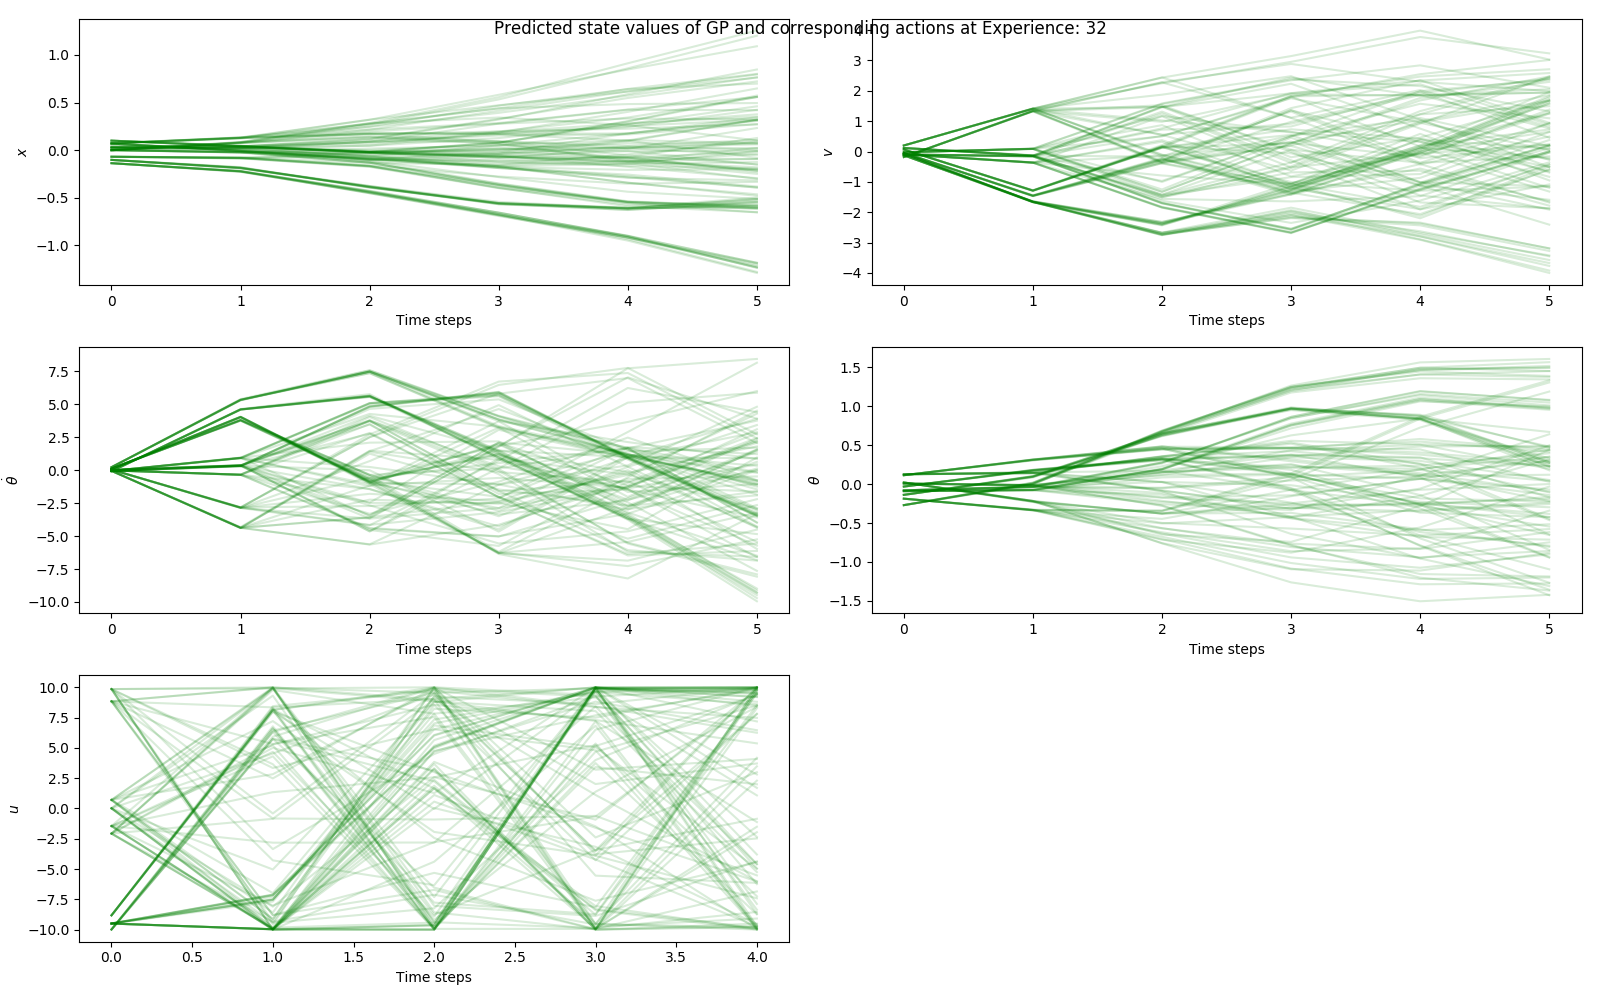 Predicted state values of GP and corresponding actions at Experience: 32
1.0
0.5
0.0
−0.5
−1.0
x
0 1 2 3 4 5
Time steps
4
3
2
1
0
−1
−2
−3
−4
v
0 1 2 3 4 5
Time steps
7.5
5.0
2.5
0.0
−2.5
−5.0
−7.5
−10.0
θ̇
0 1 2 3 4 5
Time steps
1.5
1.0
0.5
0.0
−0.5
−1.0
−1.5
θ
0 1 2 3 4 5
Time steps
10.0
7.5
5.0
2.5
0.0
−2.5
−5.0
−7.5
−10.0
u
0.0 0.5 1.0 1.5 2.0 2.5 3.0 3.5 4.0
Time steps